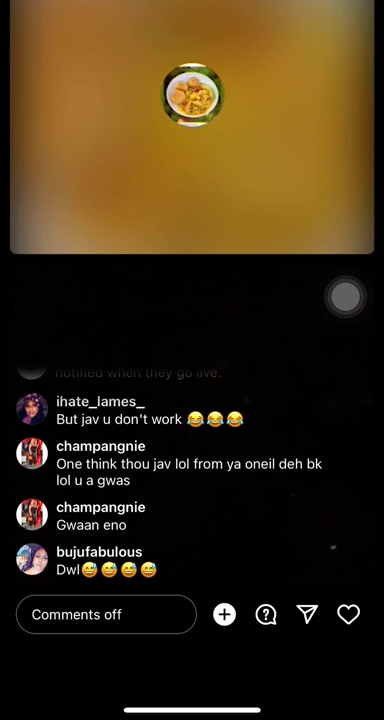 notified when they go live.
ihate_lames_
But jav u don't work 😂😂😂
champangnie
One think thou jav lol from ya oneil deh bk
lol u a gwas
champangnie
Gwaan eno
bujufabulous
Dwl😅😅😅😅
Comments off